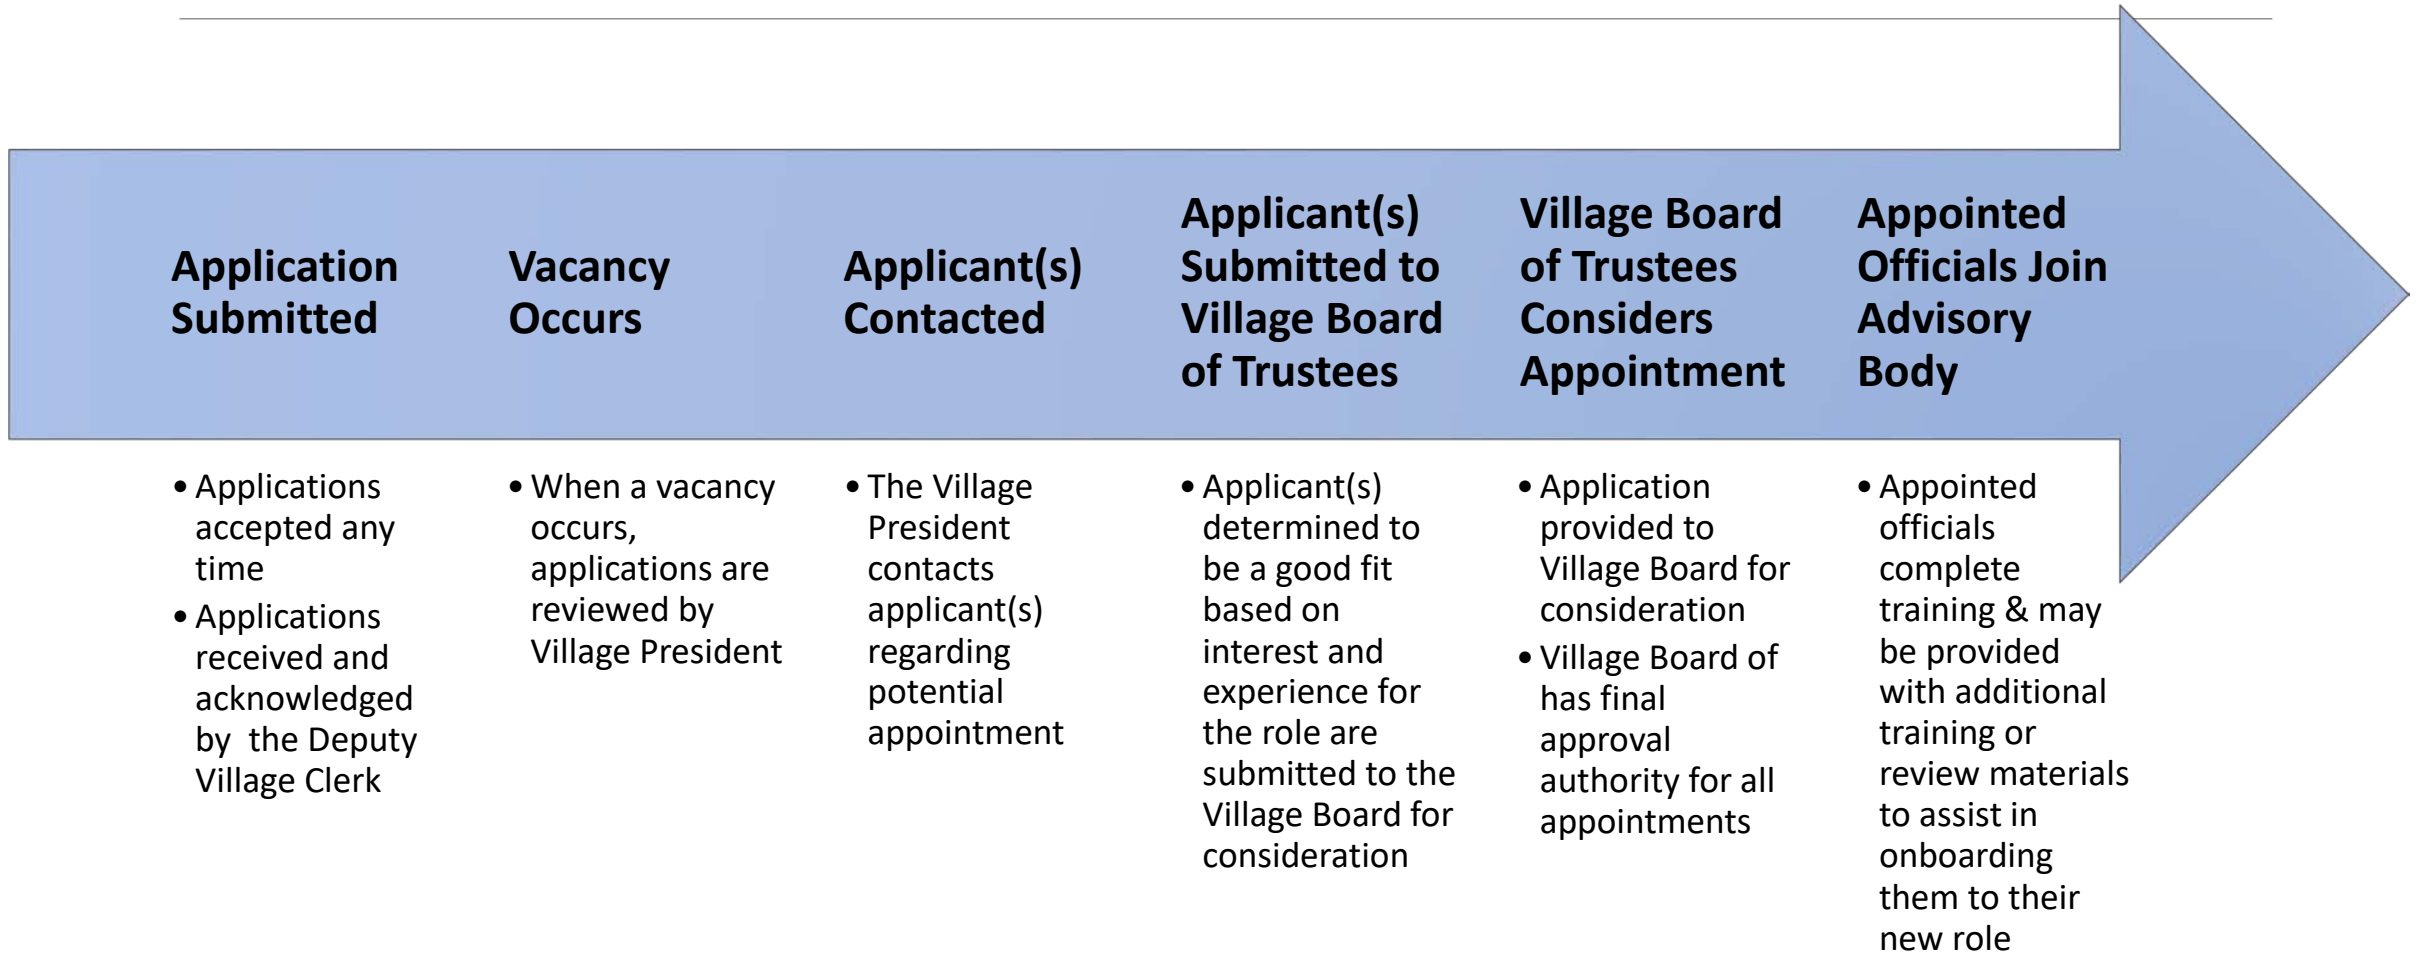 Application
Submitted
Vacancy
Occurs
Applicant(s)
Contacted
Applicant(s)
Submitted to
Village Board
of Trustees
Village Board
of Trustees
Considers
Appointment
Appointed
Officials Join
Advisory
Body
• Applications
accepted any
time
• Applications
received and
acknowledged
by  the Deputy
Village Clerk
• When a vacancy
occurs,
applications are
reviewed by
Village President
• The Village
President
contacts
applicant(s)
regarding
potential
appointment
• Applicant(s)
determined to
be a good fit
based on
interest and
experience for
the role are
submitted to the
Village Board for
consideration
• Application
provided to
Village Board for
consideration
• Village Board of
has final
approval
authority for all
appointments
• Appointed
officials
complete
training & may
be provided
with additional
training or
review materials
to assist in
onboarding
them to their
new role